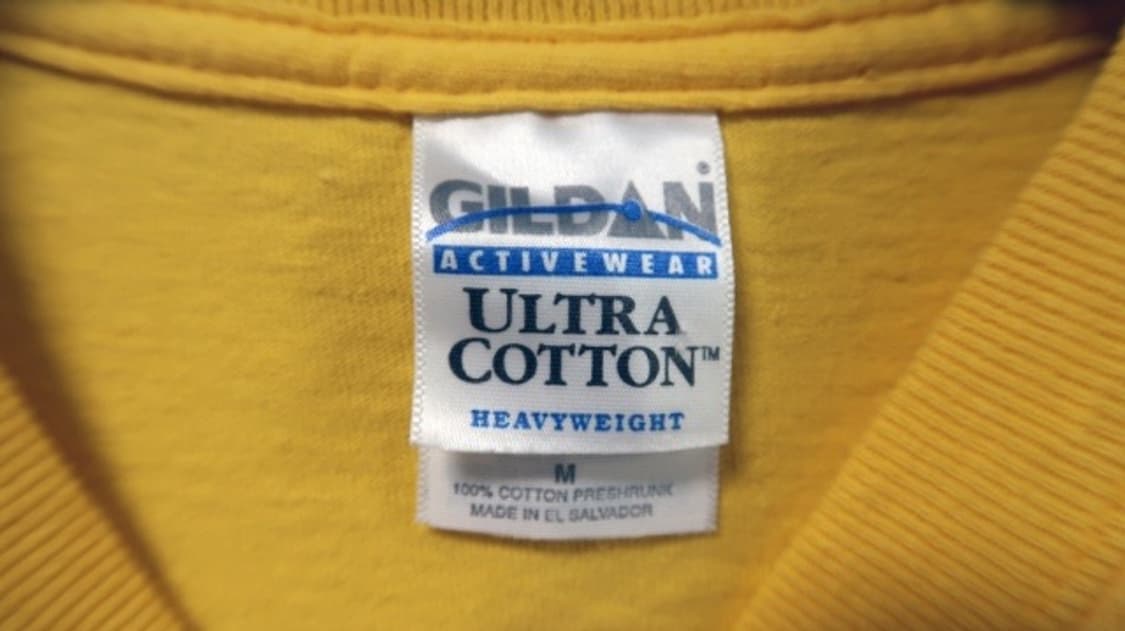 GILDAN®
ACTIVEWEAR
ULTRA
COTTON™
HEAVYWEIGHT
M
100% COTTON PRESHRUNK
MADE IN EL SALVADOR